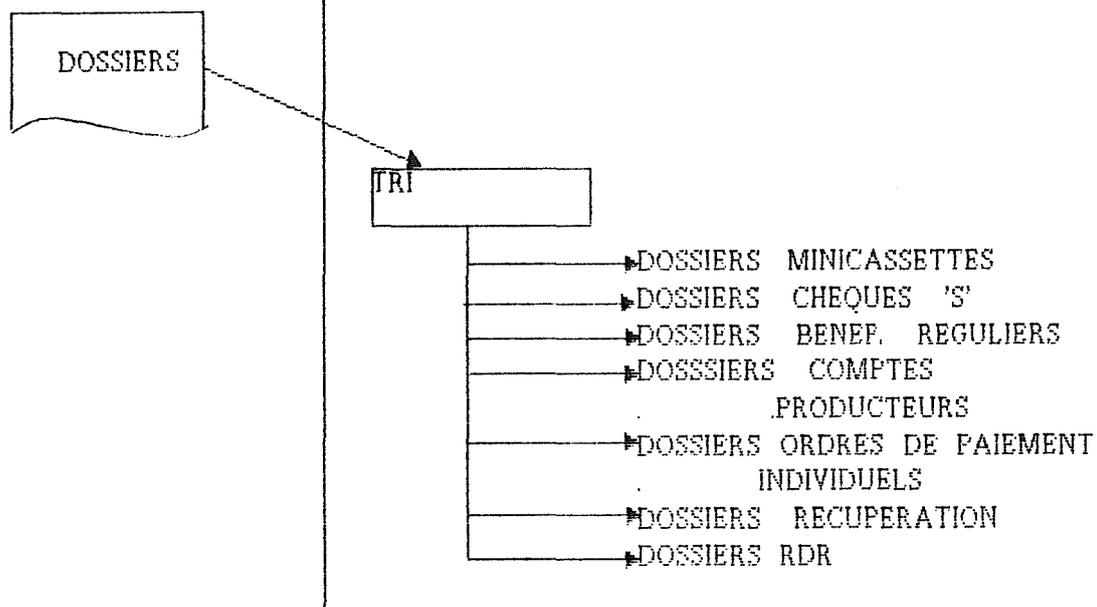 DOSSIERS
TRI
DOSSIERS MINICASSETTES
DOSSIERS CHEQUES 'S'
DOSSIERS BENEF. REGULIERS
DOSSSIERS COMPTES
. .PRODUCTEURS
DOSSIERS ORDRES DE PAIEMENT
. INDIVIDUELS
DOSSIERS RECUPERATION
DOSSIERS RDR